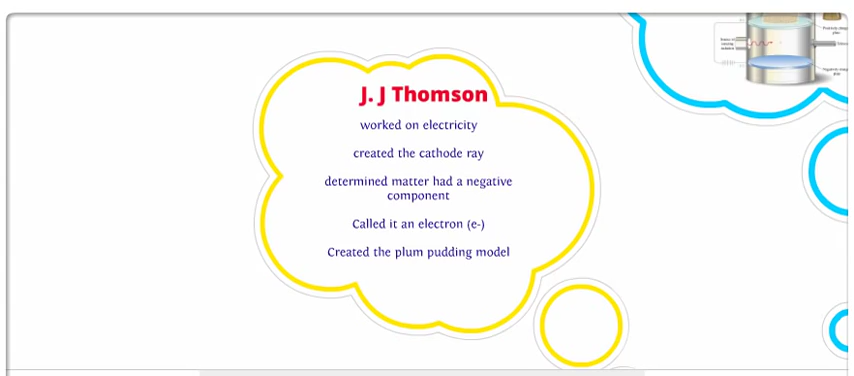 J. J Thomson
worked on electricity
created the cathode ray
determined matter had a negative
component
Called it an electron (e-)
Created the plum pudding model